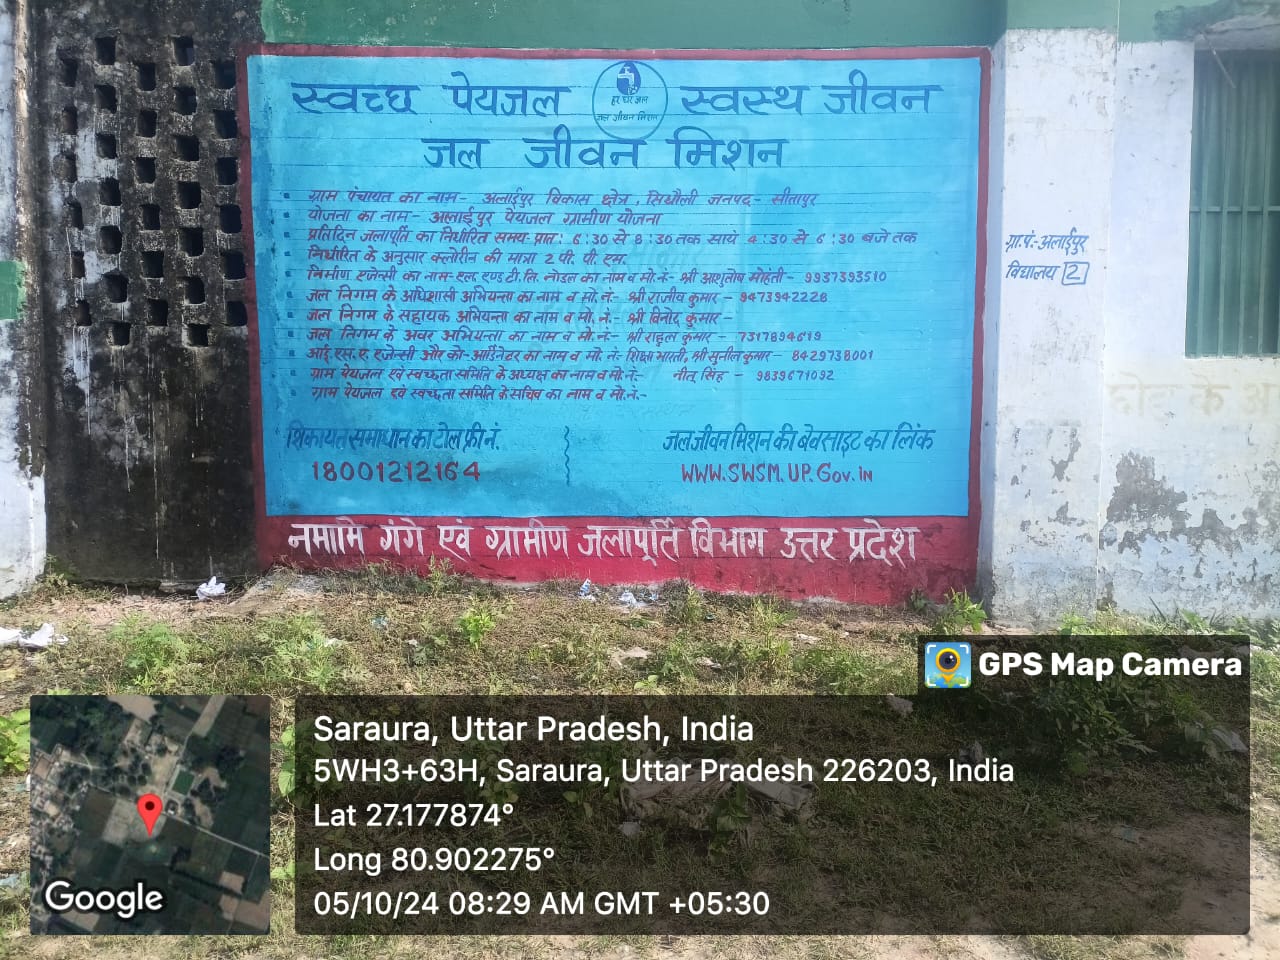 स्वच्छ पेयजल स्वस्थ जीवन
हर घर जल
जल जीवन मिशन
जल जीवन मिशन
ग्राम पंचायत का नाम- अलाईपुर विकास क्षेत्र, सिधौली जनपद- सीतापुर
योजना का नाम- अलाईपुर पेयजल ग्रामीण योजना
प्रतिदिन जलापूर्ति का निर्धारित समय-प्रातः 6:30 से 8:30 तक सायं 4:30 से 6:30 बजे तक
निर्धारित के अनुसार क्लोरीन की मात्रा 2 पी. पी. एम.
निर्माण एजेन्सी का नाम-एल. एण्ड टी. लि. नोडल का नाम व मो.नं- श्री आशुतोष मोहंती- 9937393510
जल निगम के अधिशासी अभियन्ता का नाम व मो. नं- श्री राजीव कुमार - 9473942228
जल निगम के सहायक अभियन्ता का नाम व मो. नं.- श्री विनोद कुमार-
जल निगम के अवर अभियन्ता का नाम व मो.नं- श्री राहुल कुमार - 7317894619
आई.एस.ए. एजेन्सी और को-आर्डिनेटर का नाम व मो. नं- शिक्षा भारती, श्री सुनील कुमार- 8429738001
ग्राम पेयजल एवं स्वच्छता समिति के अध्यक्ष का नाम व मो.नं.- नीतू सिंह - 9839671092
ग्राम पेयजल एवं स्वच्छता समिति के सचिव का नाम व मो.नं.-
शिकायत समाधान का टोल फ्री नं.
18001212164
जल जीवन मिशन की बेवसाइट का लिंक
WWW.SWSM.UP.Gov.iN
नमामि गंगे एवं ग्रामीण जलापूर्ति विभाग उत्तर प्रदेश
ग्रा.पं.-अलाईपुर
विद्यालय 2
GPS Map Camera
Saraura, Uttar Pradesh, India
5WH3+63H, Saraura, Uttar Pradesh 226203, India
Lat 27.177874°
Long 80.902275°
05/10/24 08:29 AM GMT +05:30
Google